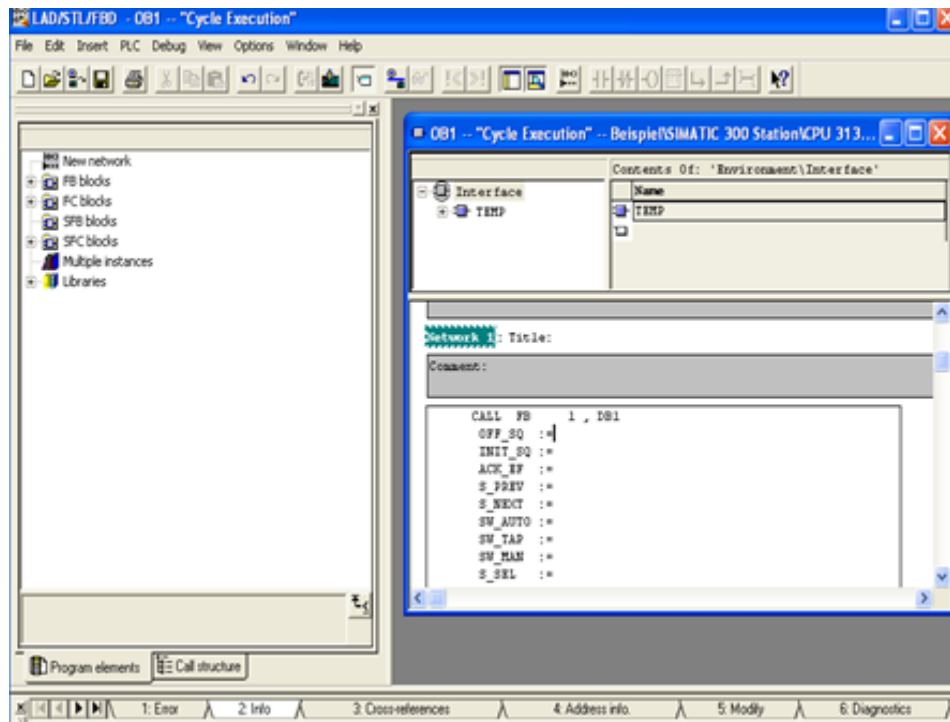 LAD/STL/FBD - OB1 -- "Cycle Execution"
File Edit Insert PLC Debug View Options Window Help
New network
FB blocks
FC blocks
SFB blocks
SFC blocks
Multiple instances
Libraries
OB1 -- "Cycle Execution" -- Beispiel\SIMATIC 300 Station\CPU 313...
Contents Of: 'Environment\Interface'
Interface
TEMP
Name
TEMP
Network 1: Title:
Comment:
CALL FB 1 , DB1
OFF_SQ :=
INIT_SQ :=
ACK_EF :=
S_PREV :=
S_NEXT :=
SW_AUTO :=
SW_TAP :=
SW_MAN :=
S_SEL :=
Program elements Call structure
1: Error 2: Info 3: Cross-references 4: Address info. 5: Modify 6: Diagnostics